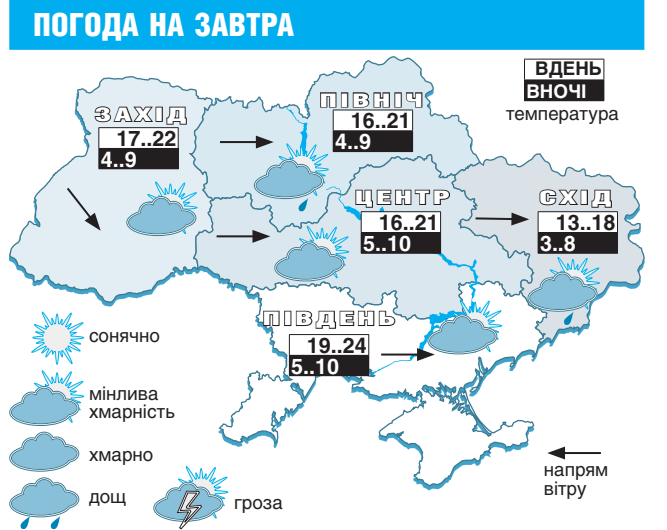 ПОГОДА НА ЗАВТРА
ВДЕНЬ
ВНОЧІ
температура
ЗАХІД
17..22
4..9
ПІВНІЧ
16..21
4..9
ЦЕНТР
16..21
5..10
СХІД
13..18
3..8
ПІВДЕНЬ
19..24
5..10
сонячно
мінлива
хмарність
хмарно
дощ
гроза
напрям
вітру